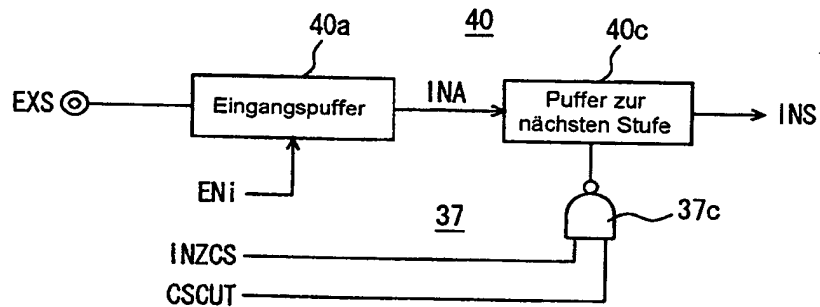 40a
40
40c
EXS
Eingangspuffer
INA
Puffer zur
nächsten Stufe
INS
ENi
37
37c
INZCS
CSCUT